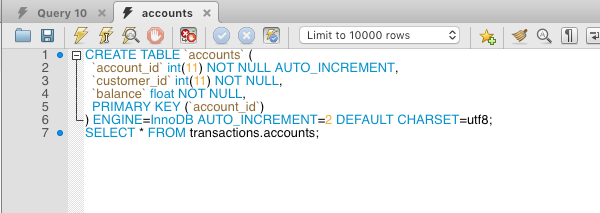 Query 10
accounts
Limit to 10000 rows
1 CREATE TABLE `accounts` (
2 `account_id` int(11) NOT NULL AUTO_INCREMENT,
3 `customer_id` int(11) NOT NULL,
4 `balance` float NOT NULL,
5 PRIMARY KEY (`account_id`)
6 ) ENGINE=InnoDB AUTO_INCREMENT=2 DEFAULT CHARSET=utf8;
7 SELECT * FROM transactions.accounts;